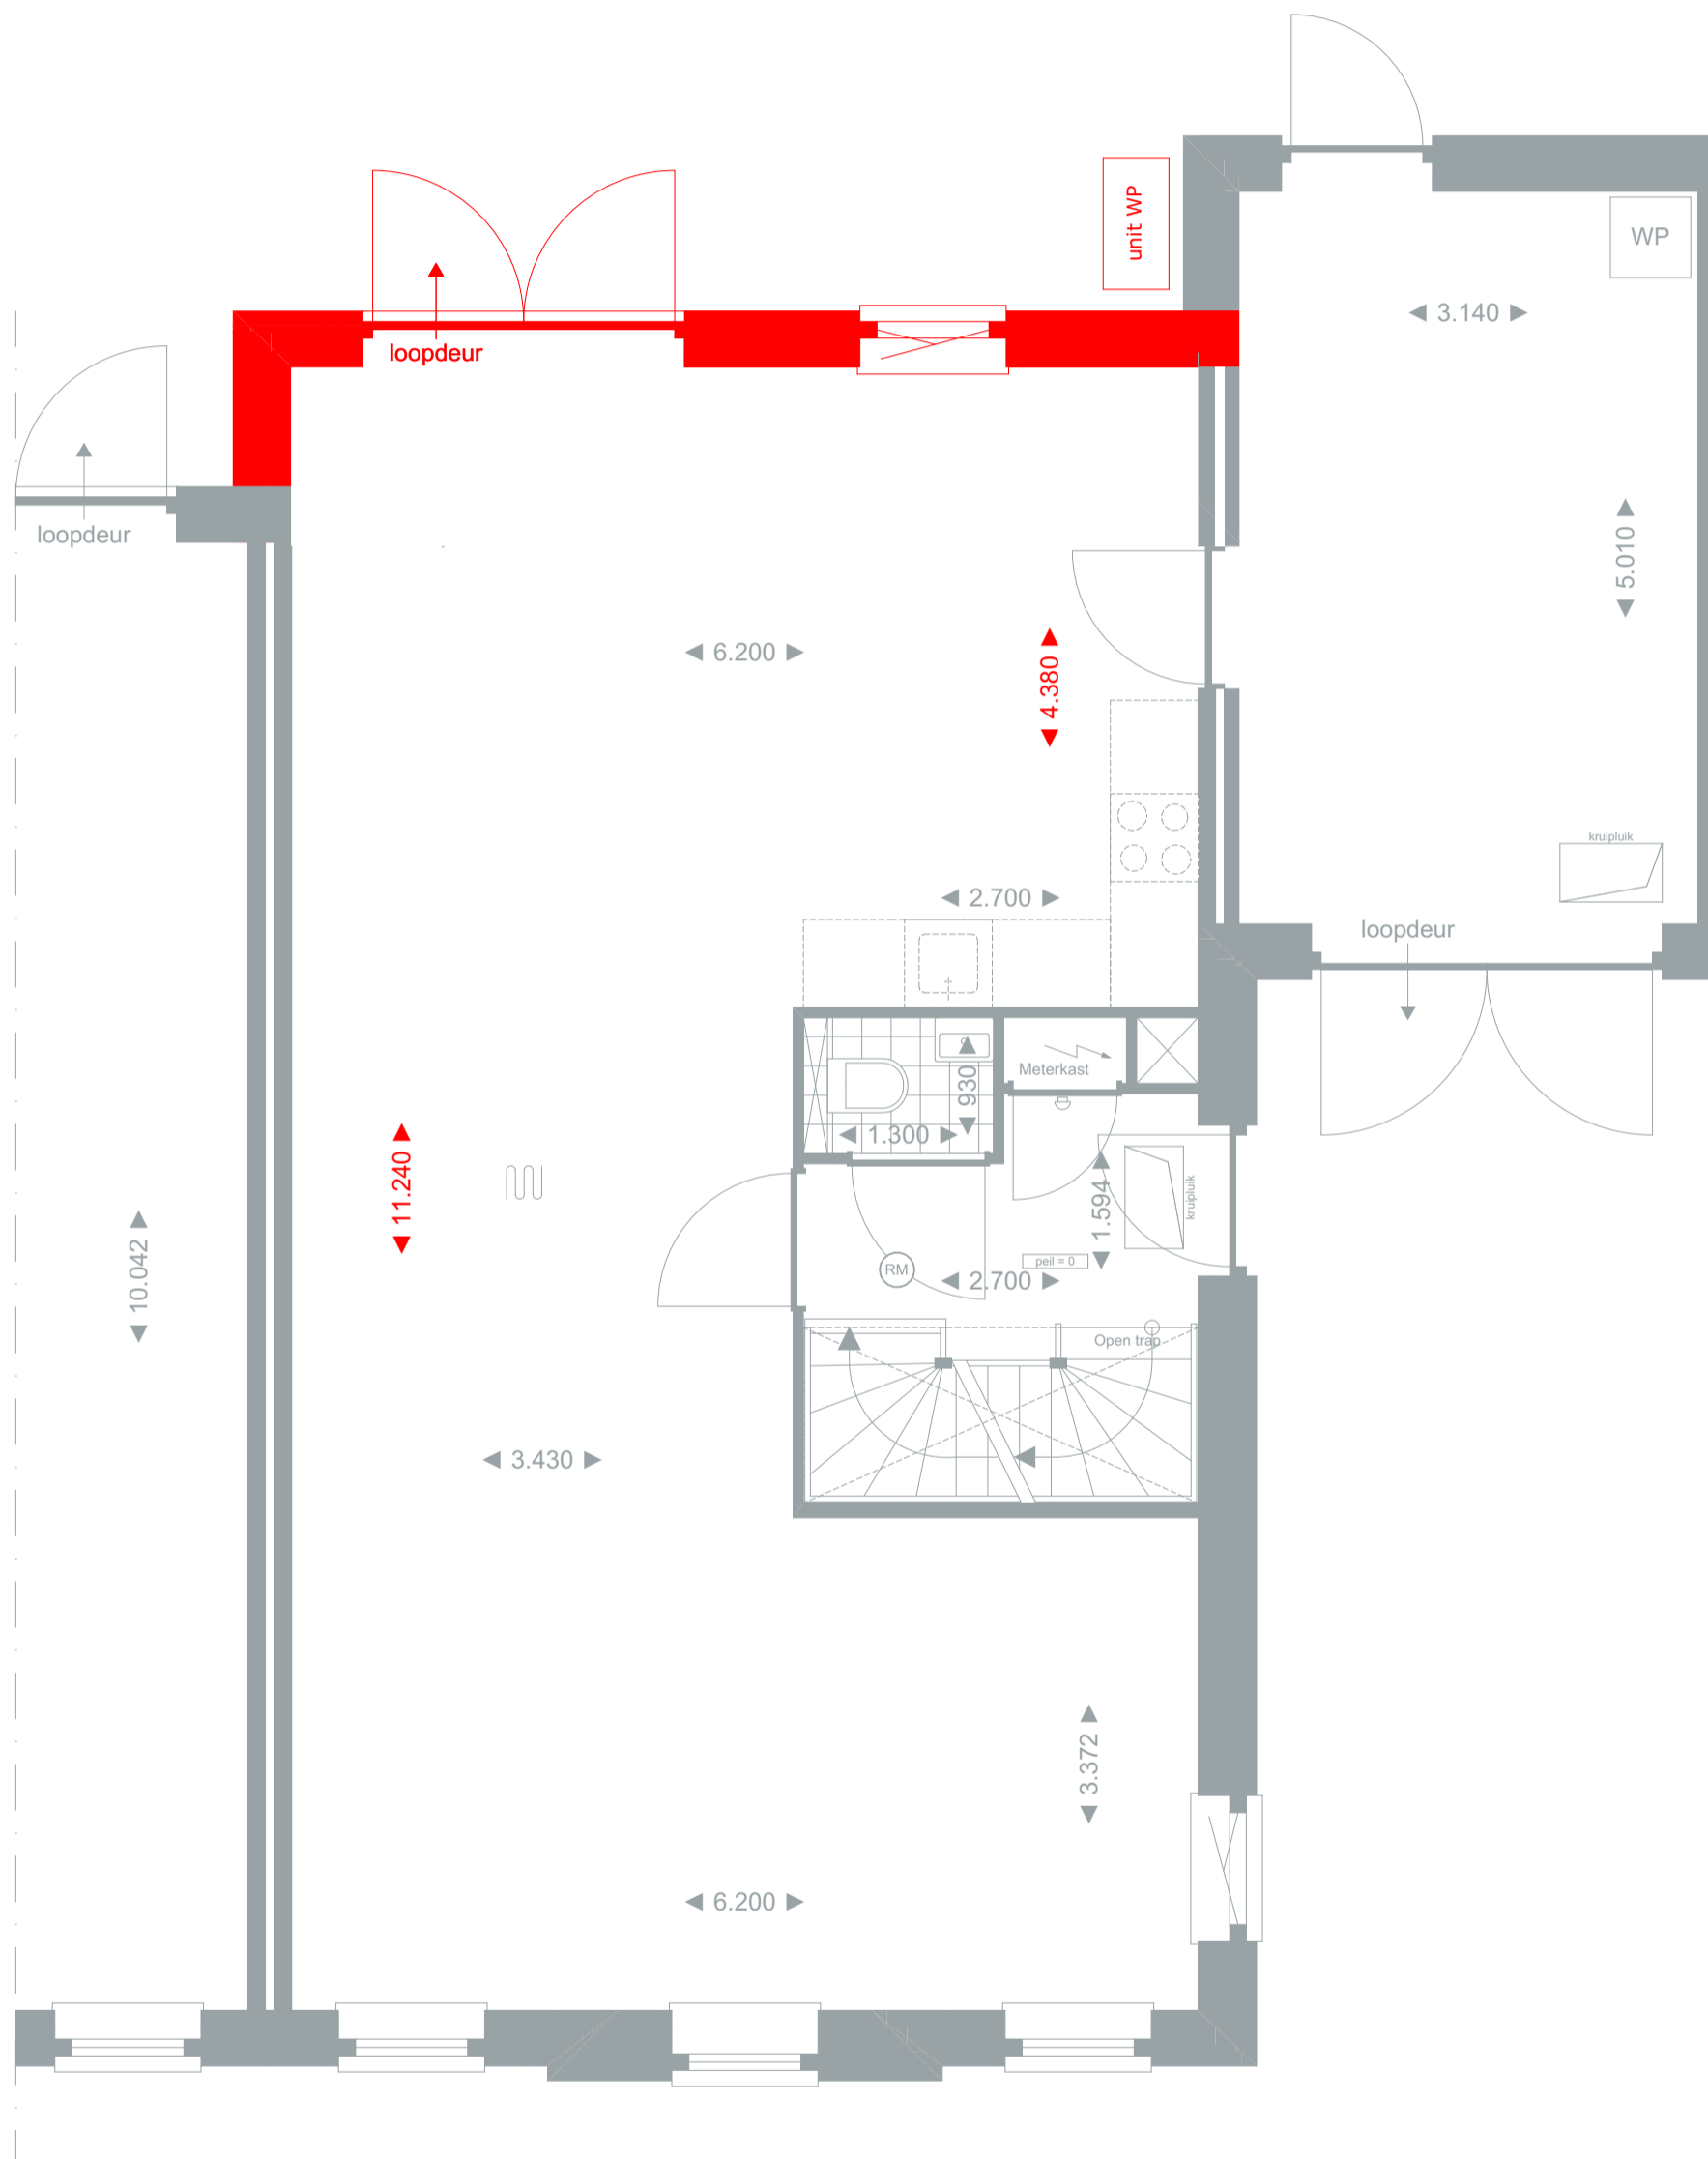 unit WP
WP
3.140
loopdeur
loopdeur
5.010
6.200
4.380
kruipluik
2.700
loopdeur
Meterkast
930
1.300
11.240
1.594
kruipluik
10.042
RM
peil = 0
2.700
Open trap
3.430
3.372
6.200